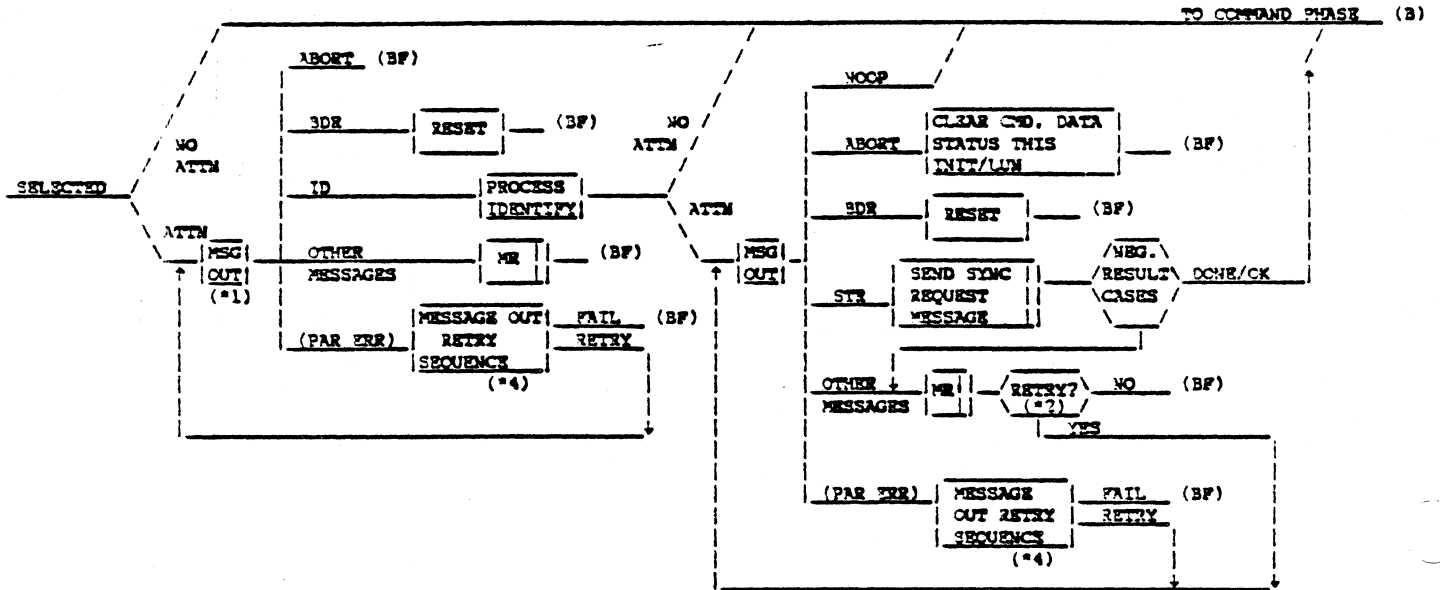 TO COMMAND PHASE (B)
ABORT (BF)
NOOP
BDR RESET (BF)
NO
ATTN
CLEAR CMD, DATA
NO
ATTN
ABORT STATUS THIS (BF)
INIT/LUN
SELECTED
ID PROCESS
IDENTIFY
ATTN
BDR RESET (BF)
ATTN
MSG
OUT
(*1)
OTHER
MESSAGES
MR (BF)
MSG
OUT
STR SEND SYNC
REQUEST
MESSAGE
NEG.
RESULT
CASES
DONE/CK
(PAR ERR) MESSAGE OUT
RETRY
SEQUENCE
(*4)
FAIL (BF)
RETRY
OTHER
MESSAGES
MR RETRY? NO (BF)
YES
(PAR ERR) MESSAGE
OUT RETRY
SEQUENCE
(*4)
FAIL (BF)
RETRY